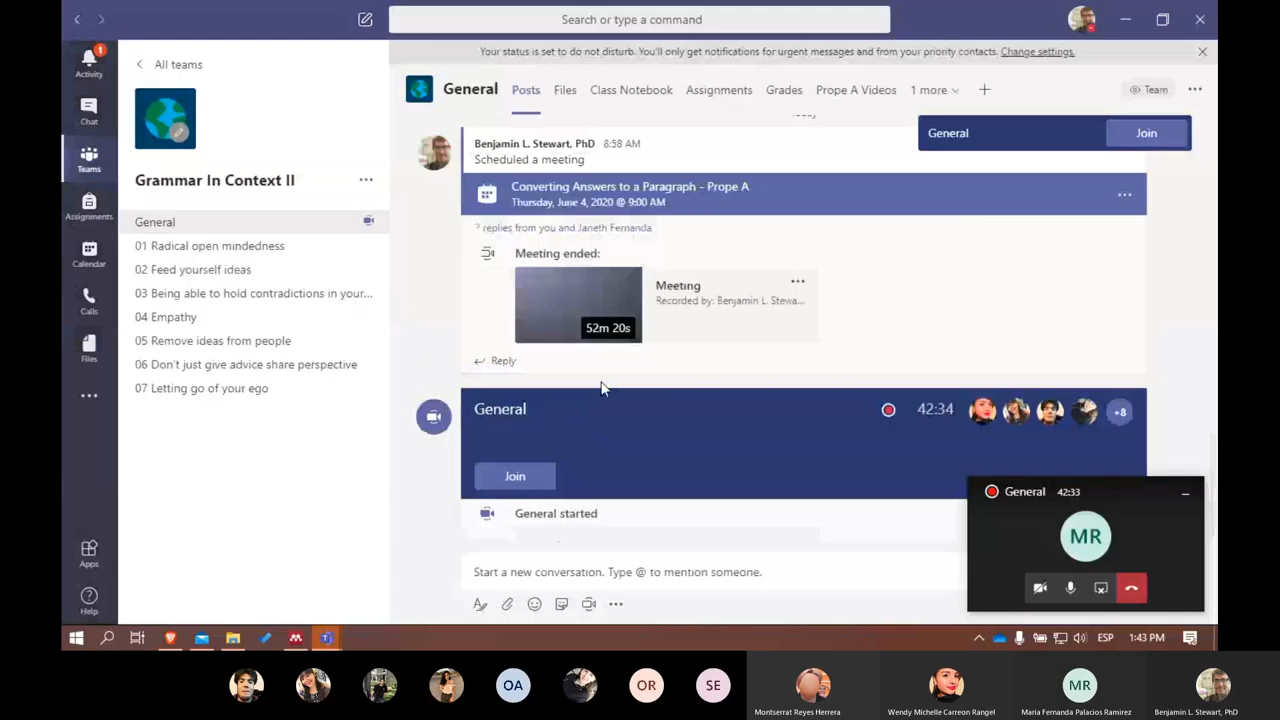 Search or type a command
Your status is set to do not disturb. You'll only get notifications for urgent messages and from your priority contacts. Change settings.
1
Activity
Chat
Teams
Assignments
Calendar
Calls
Files
Apps
Help
All teams
Grammar In Context II
General
01 Radical open mindedness
02 Feed yourself ideas
03 Being able to hold contradictions in your...
04 Empathy
05 Remove ideas from people
06 Don't just give advice share perspective
07 Letting go of your ego
General Posts Files Class Notebook Assignments Grades Prope A Videos 1 more Team
General Join
Benjamin L. Stewart, PhD 8:58 AM
Scheduled a meeting
Converting Answers to a Paragraph - Prope A
Thursday, June 4, 2020 @ 9:00 AM
replies from you and Janeth Fernanda
Meeting ended:
52m 20s
Meeting
Recorded by: Benjamin L. Stewa...
Reply
General 42:34 +8
Join
General started
Start a new conversation. Type @ to mention someone.
General 42:33
MR
ESP 1:43 PM
OA OR SE MR
Montserrat Reyes Herrera Wendy Michelle Carreon Rangel Maria Fernanda Palacios Ramirez Benjamin L. Stewart, PhD